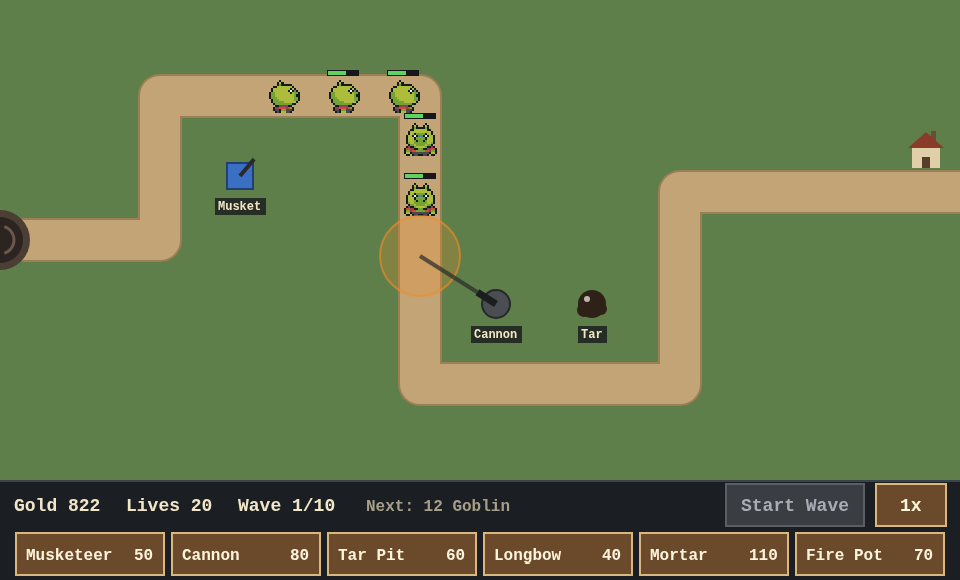 Musket
Cannon
Tar
Gold 822 Lives 20 Wave 1/10 Next: 12 Goblin Start Wave 1x
Musketeer 50 Cannon 80 Tar Pit 60 Longbow 40 Mortar 110 Fire Pot 70